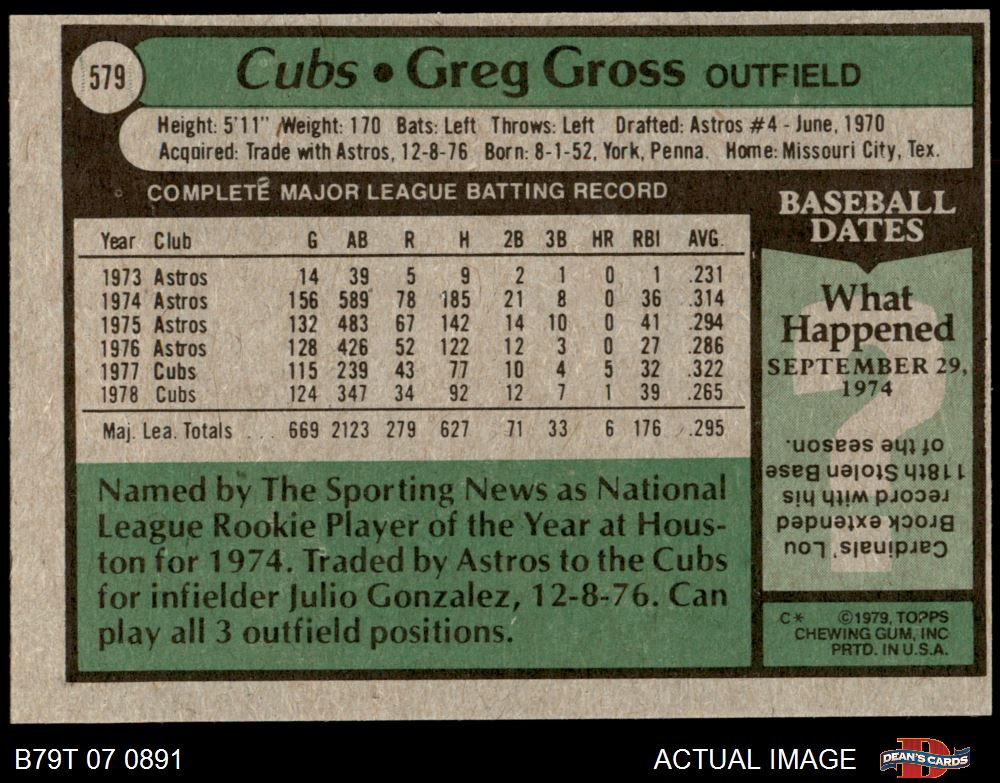 579
Cubs • Greg Gross OUTFIELD
Height: 5'11" Weight: 170 Bats: Left Throws: Left Drafted: Astros #4 - June, 1970
Acquired: Trade with Astros, 12-8-76 Born: 8-1-52, York, Penna. Home: Missouri City, Tex.
COMPLETE MAJOR LEAGUE BATTING RECORD
Year Club G AB R H 2B 3B HR RBI AVG.
1973 Astros 14 39 5 9 2 1 0 1 .231
1974 Astros 156 589 78 185 21 8 0 36 .314
1975 Astros 132 483 67 142 14 10 0 41 .294
1976 Astros 128 426 52 122 12 3 0 27 .286
1977 Cubs 115 239 43 77 10 4 5 32 .322
1978 Cubs 124 347 34 92 12 7 1 39 .265
Maj. Lea. Totals ... 669 2123 279 627 71 33 6 176 .295
Named by The Sporting News as National
League Rookie Player of the Year at Hous-
ton for 1974. Traded by Astros to the Cubs
for infielder Julio Gonzalez, 12-8-76. Can
play all 3 outfield positions.
BASEBALL
DATES
What
Happened
SEPTEMBER 29,
1974
?
Cardinals' Lou
Brock extended
record with his
118th Stolen Base
of the season.
C* ©1979, TOPPS
CHEWING GUM, INC
PRTD. IN U.S.A.
B79T 07 0891
ACTUAL IMAGE
D
DEAN'S CARDS